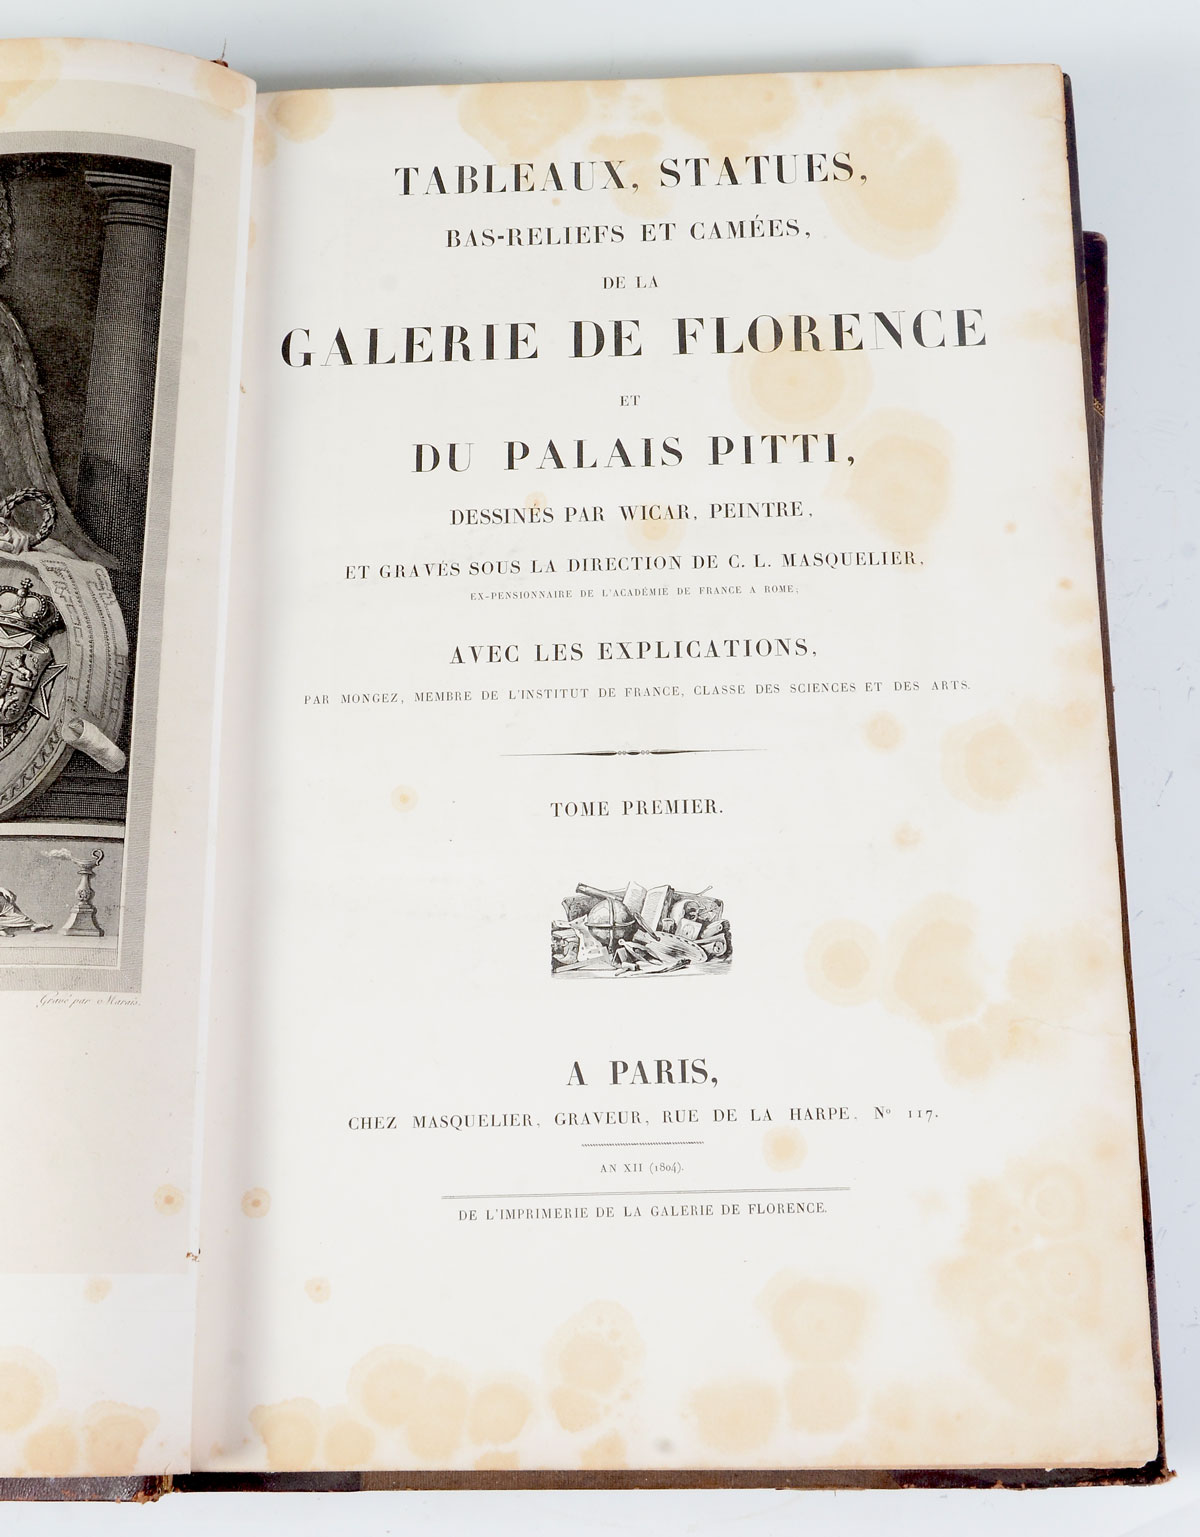 TABLEAUX, STATUES,
BAS-RELIEFS ET CAMÉES,
DE LA
GALERIE DE FLORENCE
ET
DU PALAIS PITTI,
DESSINÉS PAR WICAR, PEINTRE,
ET GRAVÉS SOUS LA DIRECTION DE C. L. MASQUELIER,
EX-PENSIONNAIRE DE L'ACADÉMIE DE FRANCE A ROME;
AVEC LES EXPLICATIONS,
PAR MONGEZ, MEMBRE DE L'INSTITUT DE FRANCE, CLASSE DES SCIENCES ET DES ARTS.
TOME PREMIER.
A PARIS,
CHEZ MASQUELIER, GRAVEUR, RUE DE LA HARPE, Nº 117.
AN XII (1804).
DE L'IMPRIMERIE DE LA GALERIE DE FLORENCE.
Gravé par Marais.